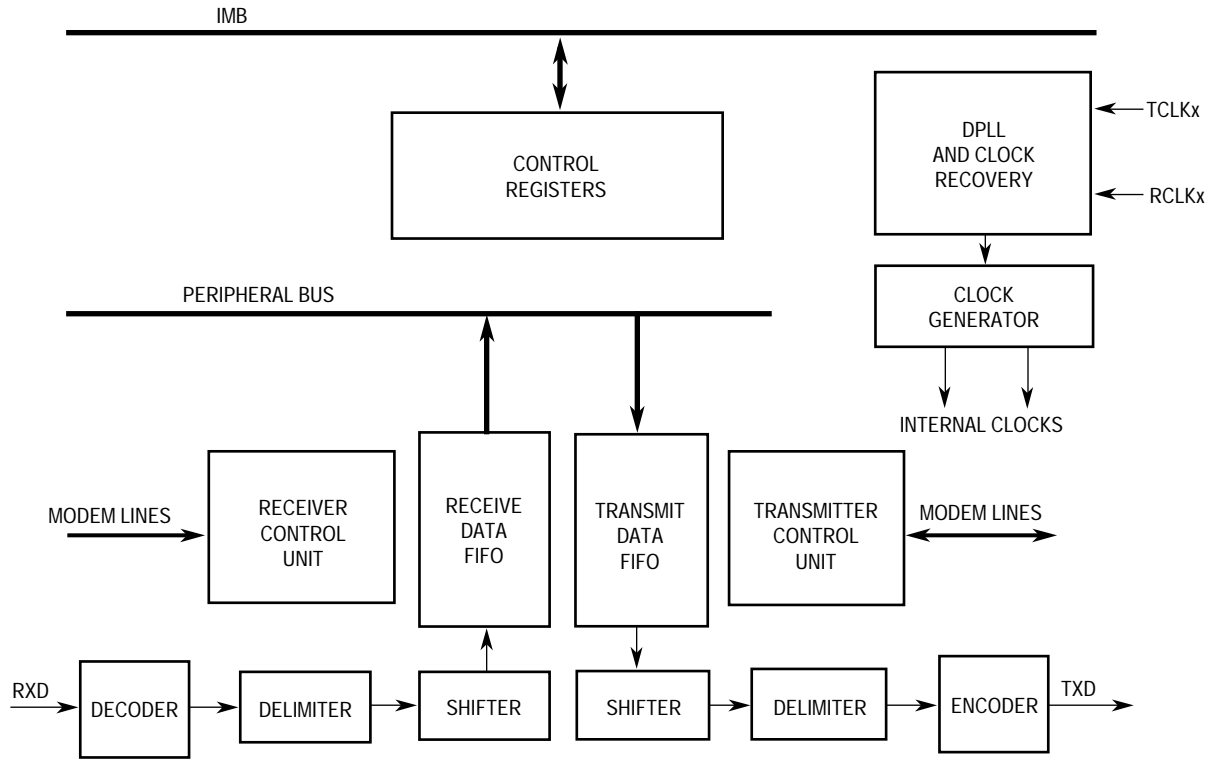 IMB
CONTROL
REGISTERS
DPLL
AND CLOCK
RECOVERY
TCLKx
RCLKx
CLOCK
GENERATOR
INTERNAL CLOCKS
PERIPHERAL BUS
MODEM LINES
RECEIVER
CONTROL
UNIT
RECEIVE
DATA
FIFO
TRANSMIT
DATA
FIFO
TRANSMITTER
CONTROL
UNIT
MODEM LINES
RXD
DECODER
DELIMITER
SHIFTER
SHIFTER
DELIMITER
ENCODER
TXD